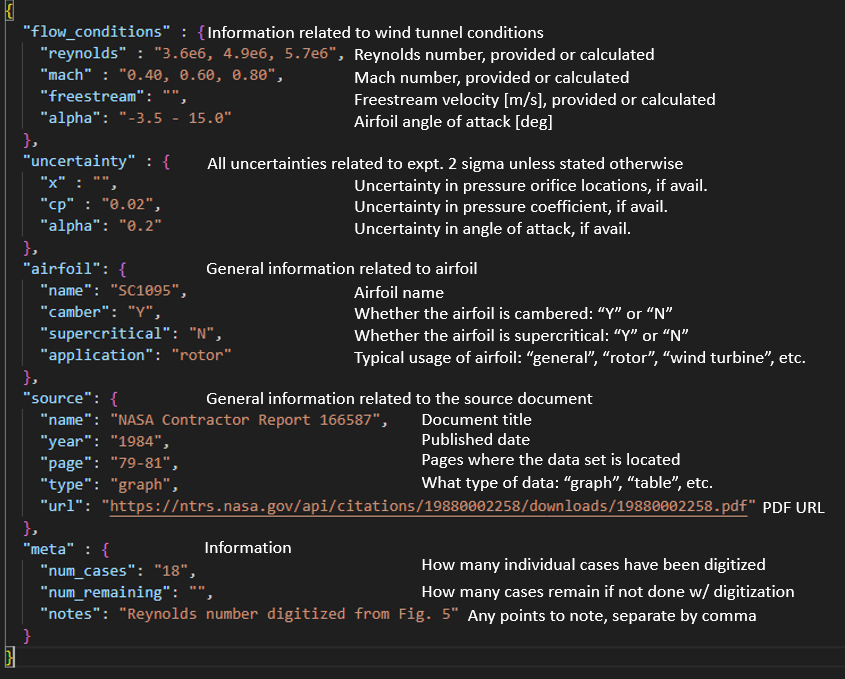 {
"flow_conditions" : { Information related to wind tunnel conditions
"reynolds" : "3.6e6, 4.9e6, 5.7e6", Reynolds number, provided or calculated
"mach" : "0.40, 0.60, 0.80", Mach number, provided or calculated
"freestream": "", Freestream velocity [m/s], provided or calculated
"alpha": "-3.5 - 15.0" Airfoil angle of attack [deg]
},
"uncertainty" : { All uncertainties related to expt. 2 sigma unless stated otherwise
"x" : "", Uncertainty in pressure orifice locations, if avail.
"cp" : "0.02", Uncertainty in pressure coefficient, if avail.
"alpha": "0.2" Uncertainty in angle of attack, if avail.
},
"airfoil": { General information related to airfoil
"name": "SC1095", Airfoil name
"camber": "Y", Whether the airfoil is cambered: “Y” or “N”
"supercritical": "N", Whether the airfoil is supercritical: “Y” or “N”
"application": "rotor" Typical usage of airfoil: “general”, “rotor”, “wind turbine”, etc.
},
"source": { General information related to the source document
"name": "NASA Contractor Report 166587", Document title
"year": "1984", Published date
"page": "79-81", Pages where the data set is located
"type": "graph", What type of data: “graph”, “table”, etc.
"url": "https://ntrs.nasa.gov/api/citations/19880002258/downloads/19880002258.pdf" PDF URL
},
"meta" : { Information
"num_cases": "18", How many individual cases have been digitized
"num_remaining": "", How many cases remain if not done w/ digitization
"notes": "Reynolds number digitized from Fig. 5" Any points to note, separate by comma
}
}